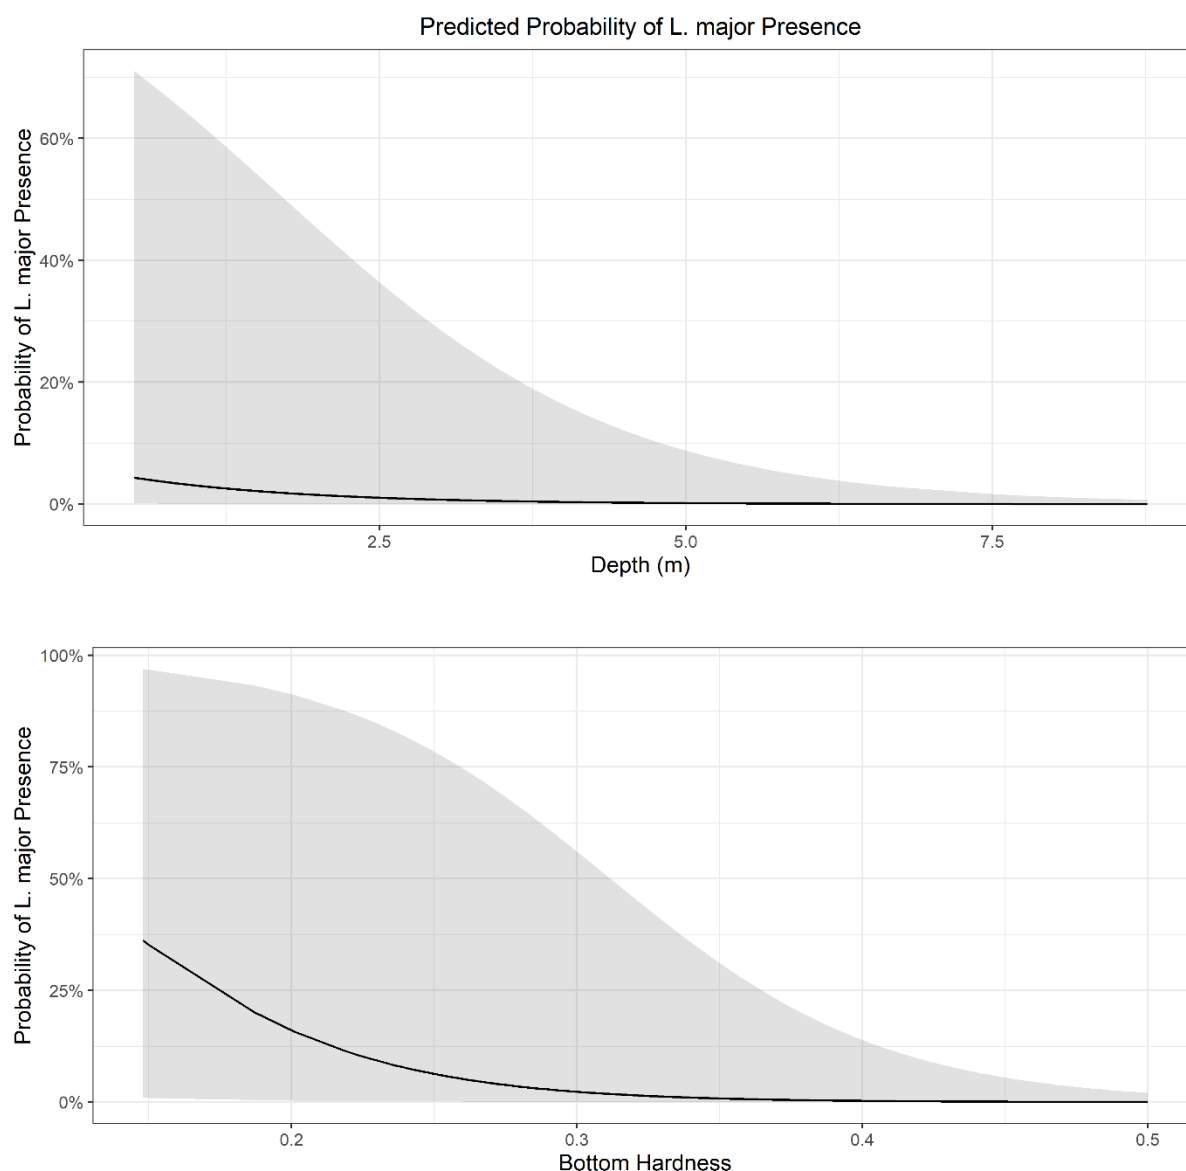 Predicted Probability of L. major Presence
Probability of L. major Presence
60%
40%
20%
0%
2.5 5.0 7.5
Depth (m)
Probability of L. major Presence
100%
75%
50%
25%
0%
0.2 0.3 0.4 0.5
Bottom Hardness